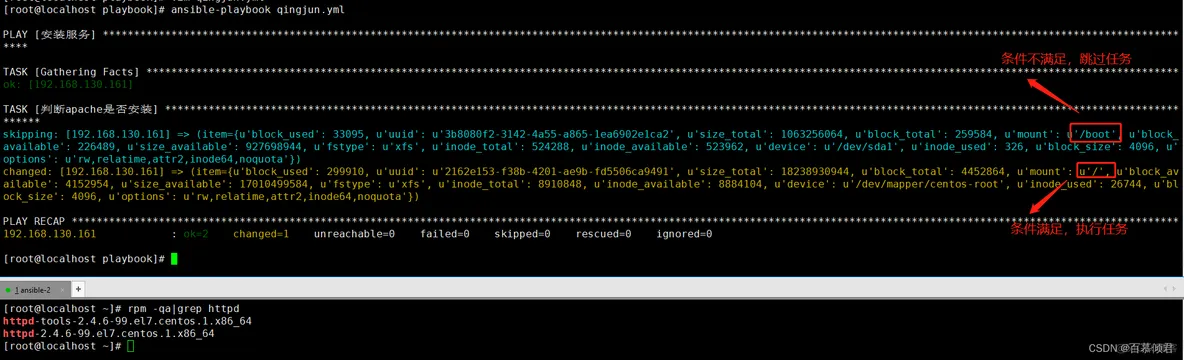 [root@localhost playbook]# ansible-playbook qingjun.yml
PLAY [安装服务] ****************************************************************************************************
****
条件不满足，跳过任务
TASK [Gathering Facts] ****************************************************************************************************
ok: [192.168.130.161]
TASK [判断apache是否安装] ****************************************************************************************************
******
skipping: [192.168.130.161] => (item={u'block_used': 33095, u'uuid': u'3b8080f2-3142-4a55-a865-1ea6902e1ca2', u'size_total': 1063256064, u'block_total': 259584, u'mount': u'/boot', u'block_
available': 226489, u'size_available': 927698944, u'fstype': u'xfs', u'inode_total': 524288, u'inode_available': 523962, u'device': u'/dev/sda1', u'inode_used': 326, u'block_size': 4096, u'
options': u'rw,relatime,attr2,inode64,noquota'})
changed: [192.168.130.161] => (item={u'block_used': 299910, u'uuid': u'2162e153-f38b-4201-ae9b-fd5506ca9491', u'size_total': 18238930944, u'block_total': 4452864, u'mount': u'/', u'block_av
ailable': 4152954, u'size_available': 17010499584, u'fstype': u'xfs', u'inode_total': 8910848, u'inode_available': 8884104, u'device': u'/dev/mapper/centos-root', u'inode_used': 26744, u'bl
ock_size': 4096, u'options': u'rw,relatime,attr2,inode64,noquota'})
PLAY RECAP ****************************************************************************************************
条件满足，执行任务
192.168.130.161 : ok=2 changed=1 unreachable=0 failed=0 skipped=0 rescued=0 ignored=0
[root@localhost playbook]#
1 ansible-2
[root@localhost ~]# rpm -qa|grep httpd
httpd-tools-2.4.6-99.el7.centos.1.x86_64
httpd-2.4.6-99.el7.centos.1.x86_64
[root@localhost ~]#
CSDN @百慕倾君